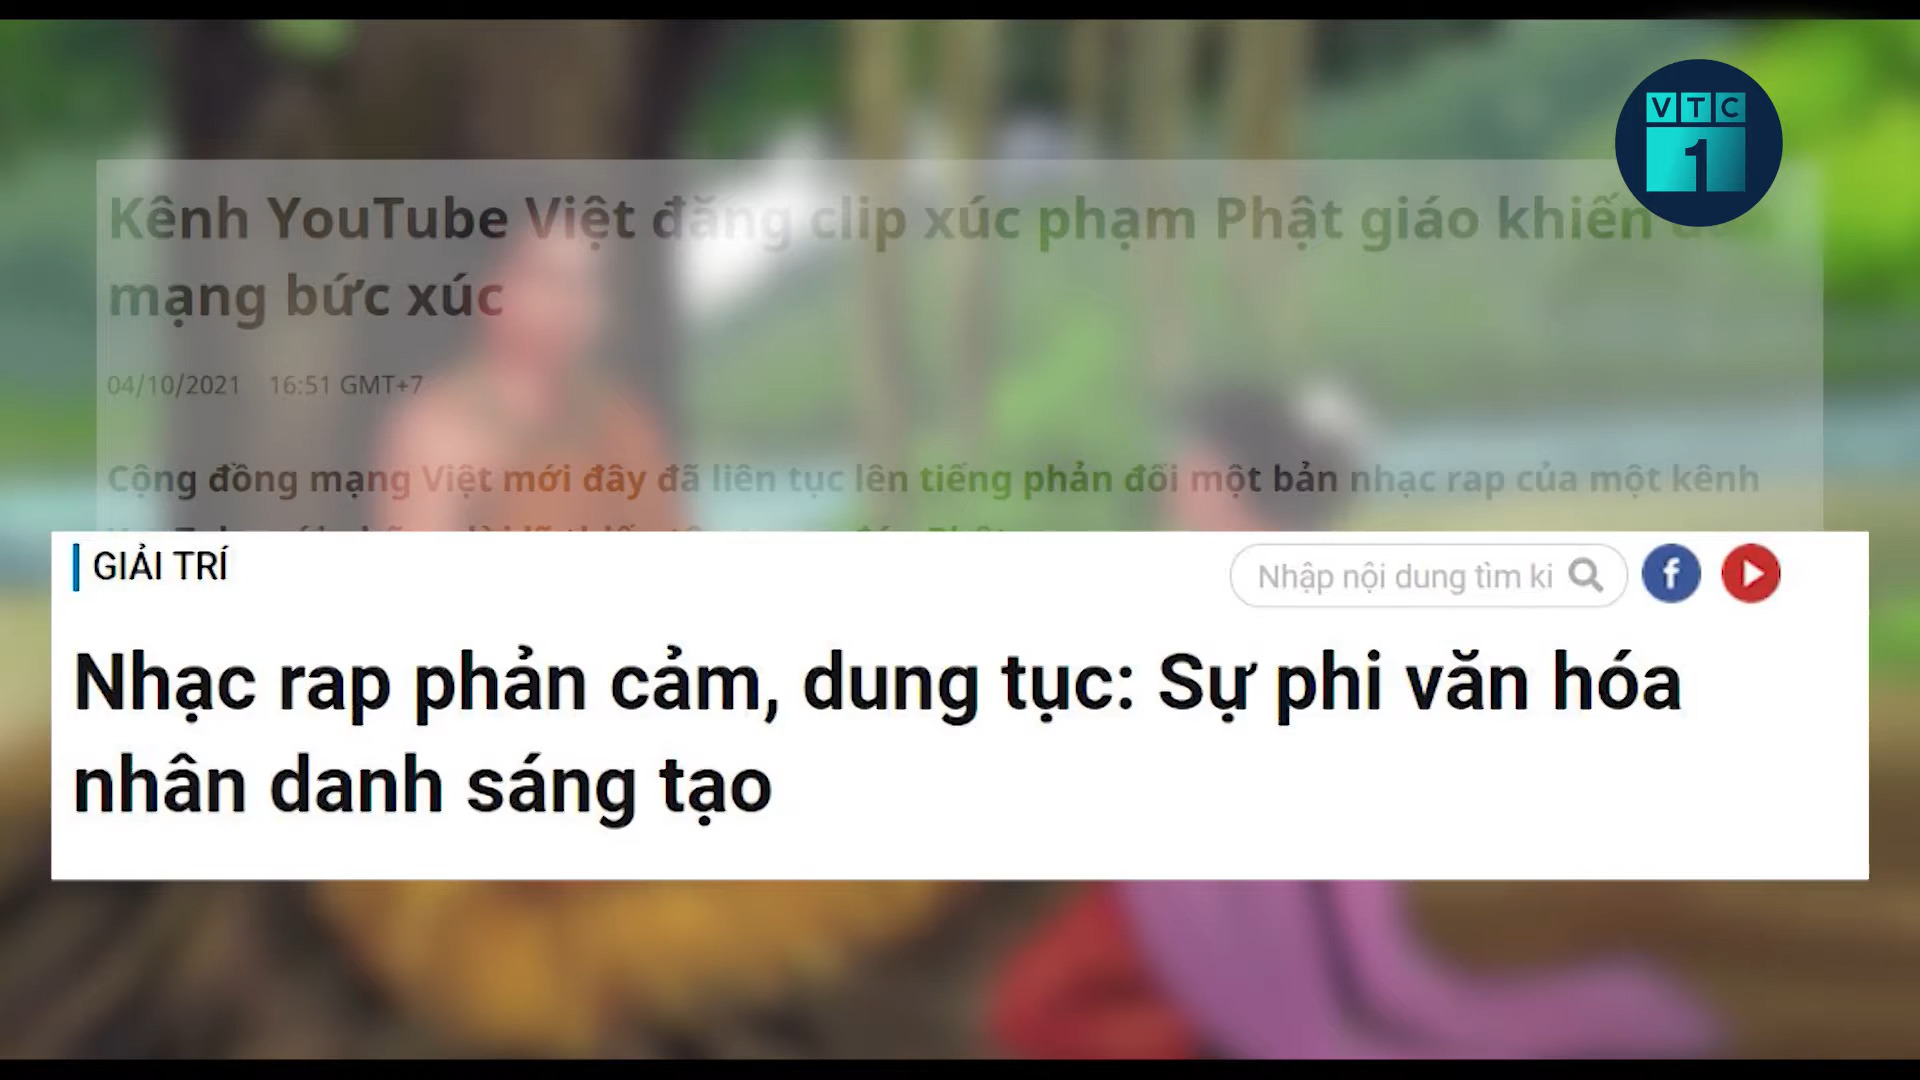 VTC
1
Kênh YouTube Việt đăng clip xúc phạm Phật giáo khiến
mạng bức xúc
04/10/2021 16:51 GMT+7
Cộng đồng mạng Việt mới đây đã liên tục lên tiếng phản đối một bản nhạc rap của một kênh
GIẢI TRÍ
Nhập nội dung tìm ki
Nhạc rap phản cảm, dung tục: Sự phi văn hóa
nhân danh sáng tạo